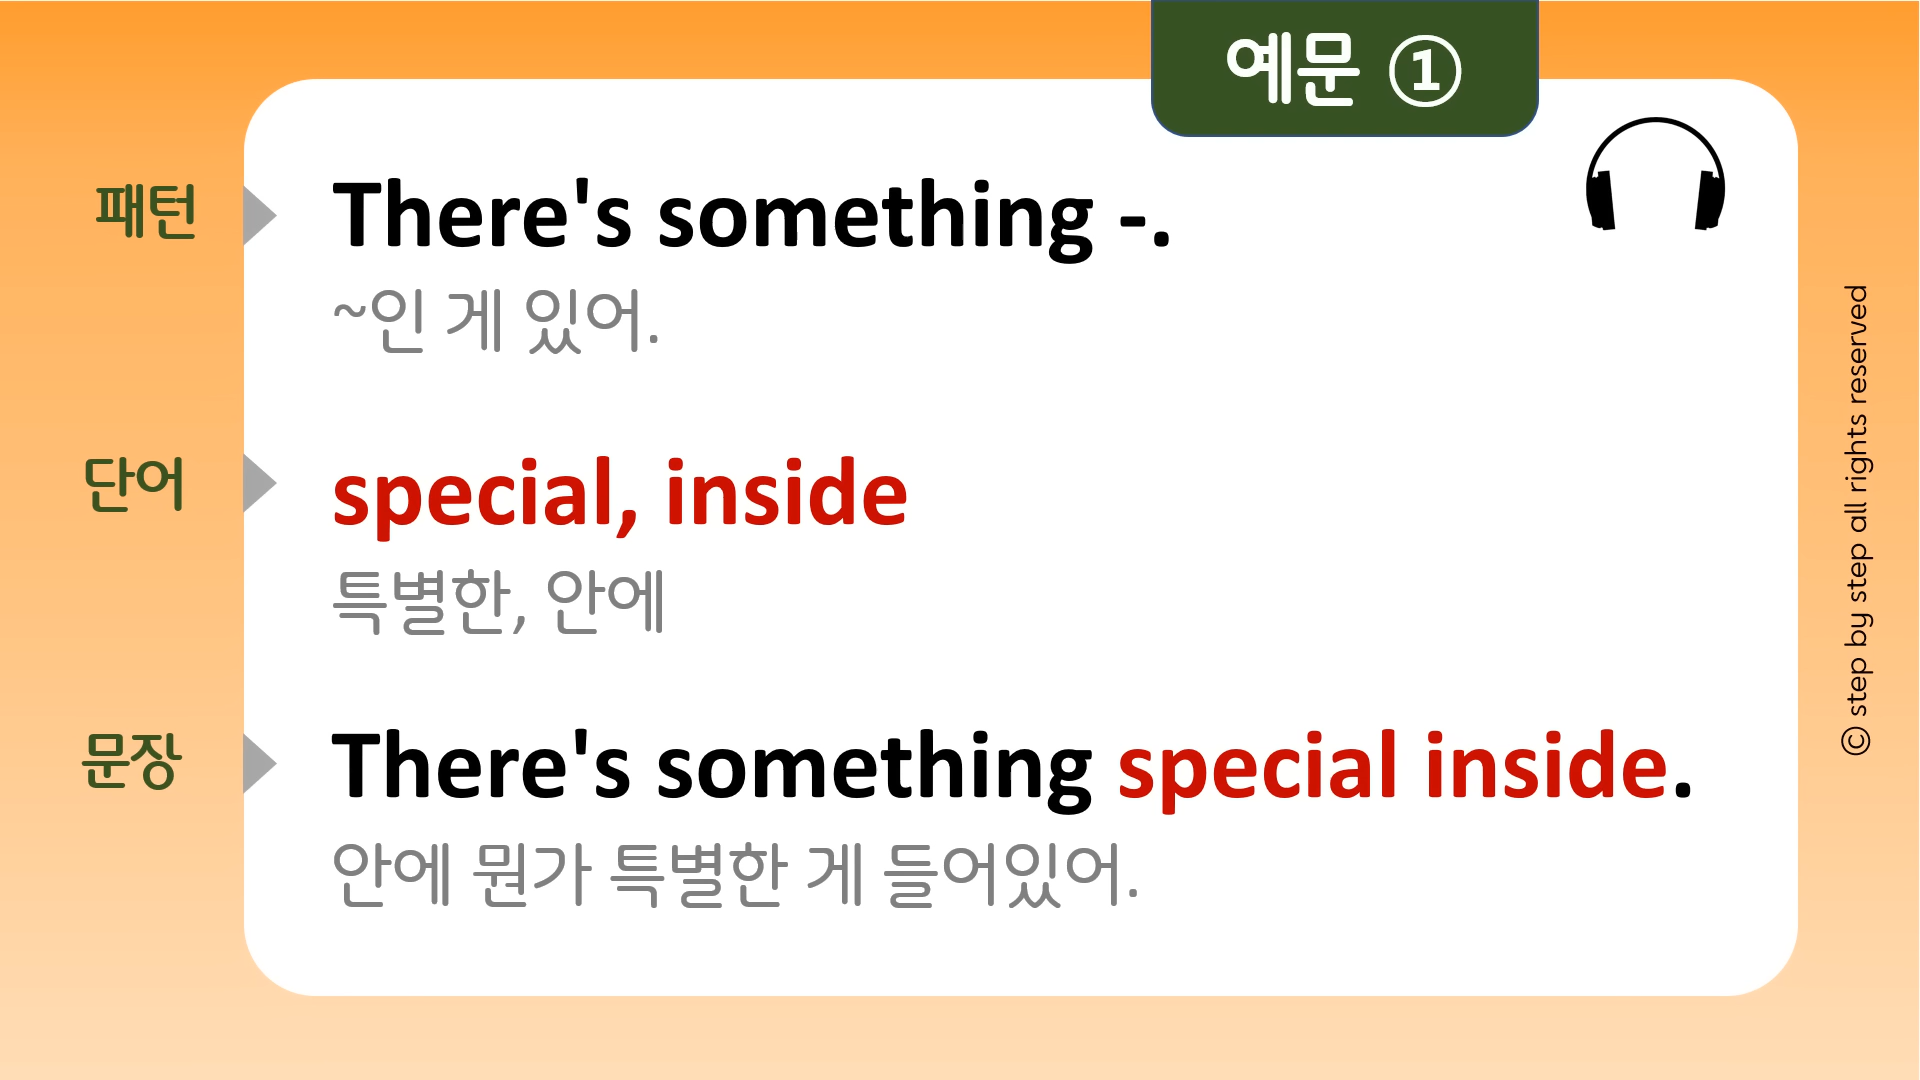 예문 ①
패턴
There's something -.
~인 게 있어.
단어
special, inside
특별한, 안에
문장
There's something special inside.
안에 뭔가 특별한 게 들어있어.
© step by step all rights reserved